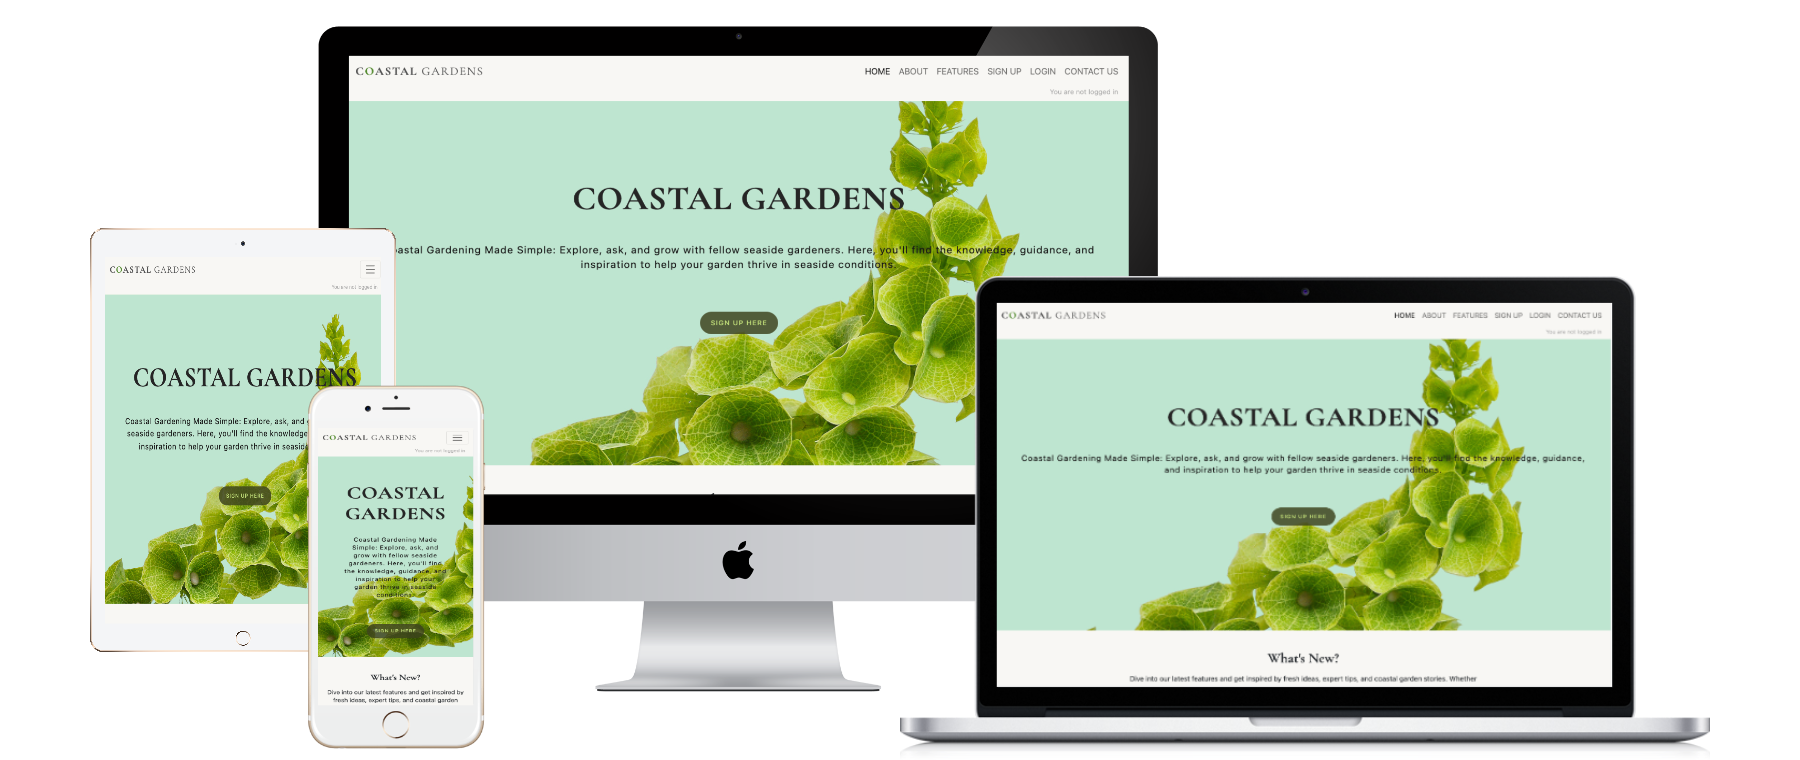 COASTAL GARDENS
HOME ABOUT FEATURES SIGN UP LOGIN CONTACT US
You are not logged in
COASTAL GARDENS
Coastal Gardening Made Simple: Explore, ask, and grow with fellow seaside gardeners. Here, you'll find the knowledge, guidance, and
inspiration to help your garden thrive in seaside conditions.
SIGN UP HERE
COASTAL GARDENS
You are not logged in
COASTAL GARDENS
Coastal Gardening Made Simple: Explore, ask, and
seaside gardeners. Here, you'll find the knowledge
inspiration to help your garden thrive in seaside
SIGN UP HERE
COASTAL GARDENS
You are not logged in
COASTAL
GARDENS
Coastal Gardening Made
Simple: Explore, ask, and
grow with fellow seaside
gardeners. Here, you'll find
the knowledge, guidance, and
inspiration to help your
garden thrive in seaside
conditions.
SIGN UP HERE
What's New?
Dive into our latest features and get inspired by
fresh ideas, expert tips, and coastal garden
COASTAL GARDENS
HOME ABOUT FEATURES SIGN UP LOGIN CONTACT US
You are not logged in
COASTAL GARDENS
Coastal Gardening Made Simple: Explore, ask, and grow with fellow seaside gardeners. Here, you'll find the knowledge, guidance,
and inspiration to help your garden thrive in seaside conditions.
SIGN UP HERE
What's New?
Dive into our latest features and get inspired by fresh ideas, expert tips, and coastal garden stories. Whether